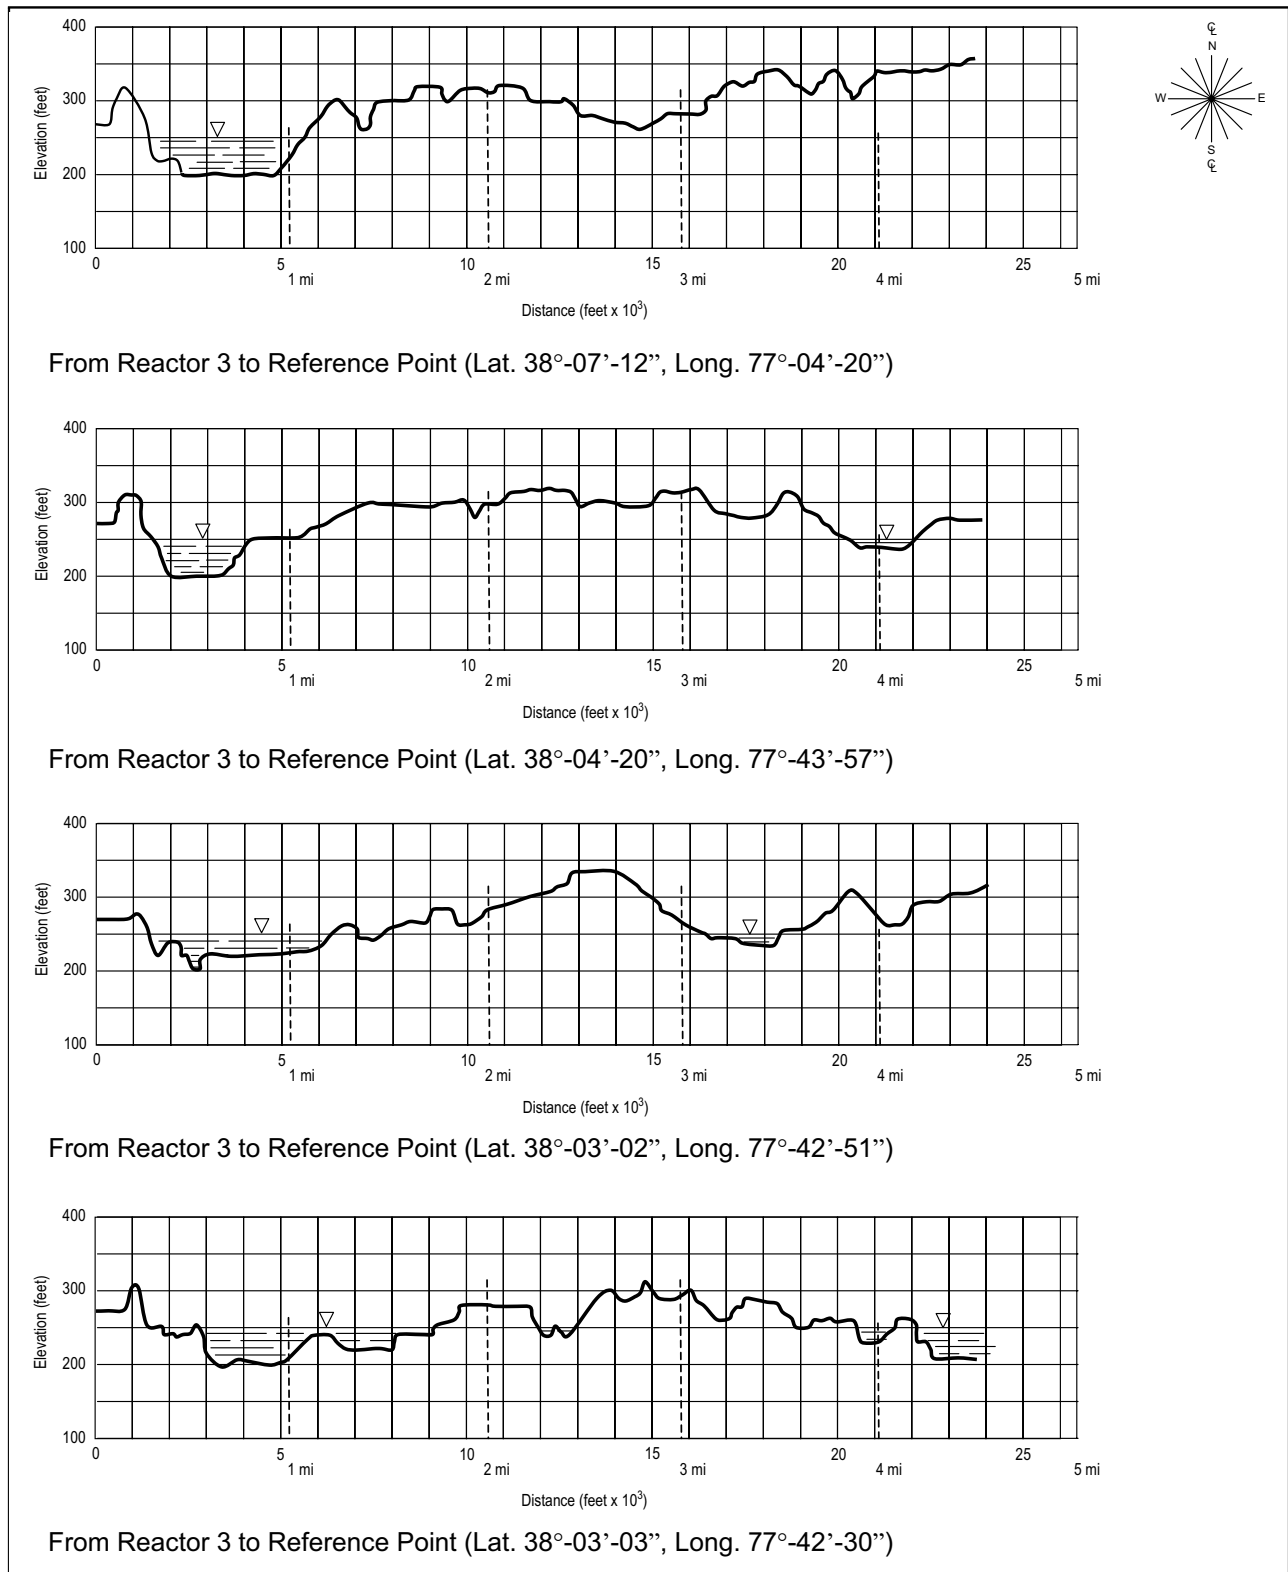 400
300
200
100
Elevation (feet)
0 5 10 15 20 25
1 mi 2 mi 3 mi 4 mi 5 mi
Distance (feet x 10³)
℄
N
W E
S
℄
From Reactor 3 to Reference Point (Lat. 38°-07’-12”, Long. 77°-04’-20”)
400
300
200
100
Elevation (feet)
0 5 10 15 20 25
1 mi 2 mi 3 mi 4 mi 5 mi
Distance (feet x 10³)
From Reactor 3 to Reference Point (Lat. 38°-04’-20”, Long. 77°-43’-57”)
400
300
200
100
Elevation (feet)
0 5 10 15 20 25
1 mi 2 mi 3 mi 4 mi 5 mi
Distance (feet x 10³)
From Reactor 3 to Reference Point (Lat. 38°-03’-02”, Long. 77°-42’-51”)
400
300
200
100
Elevation (feet)
0 5 10 15 20 25
1 mi 2 mi 3 mi 4 mi 5 mi
Distance (feet x 10³)
From Reactor 3 to Reference Point (Lat. 38°-03’-03”, Long. 77°-42’-30”)